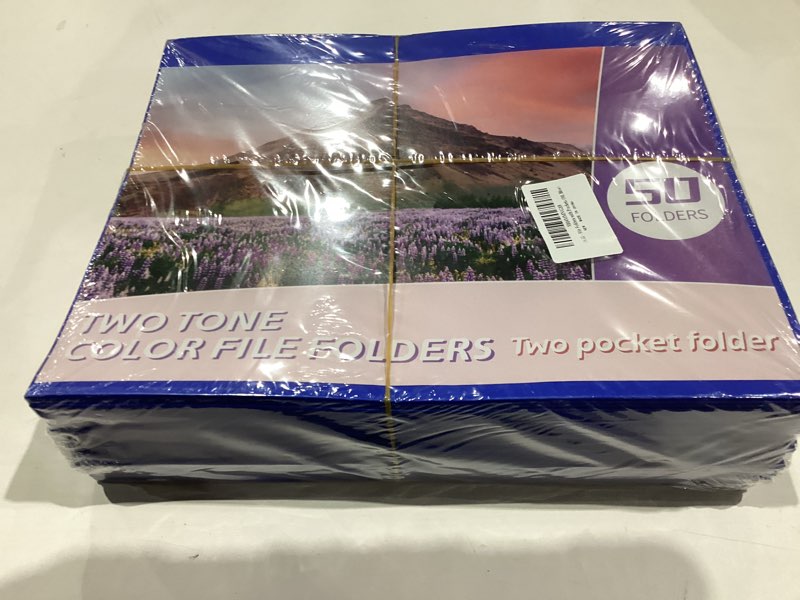 50
FOLDERS
TWO TONE
COLOR FILE FOLDERS
Two pocket folder